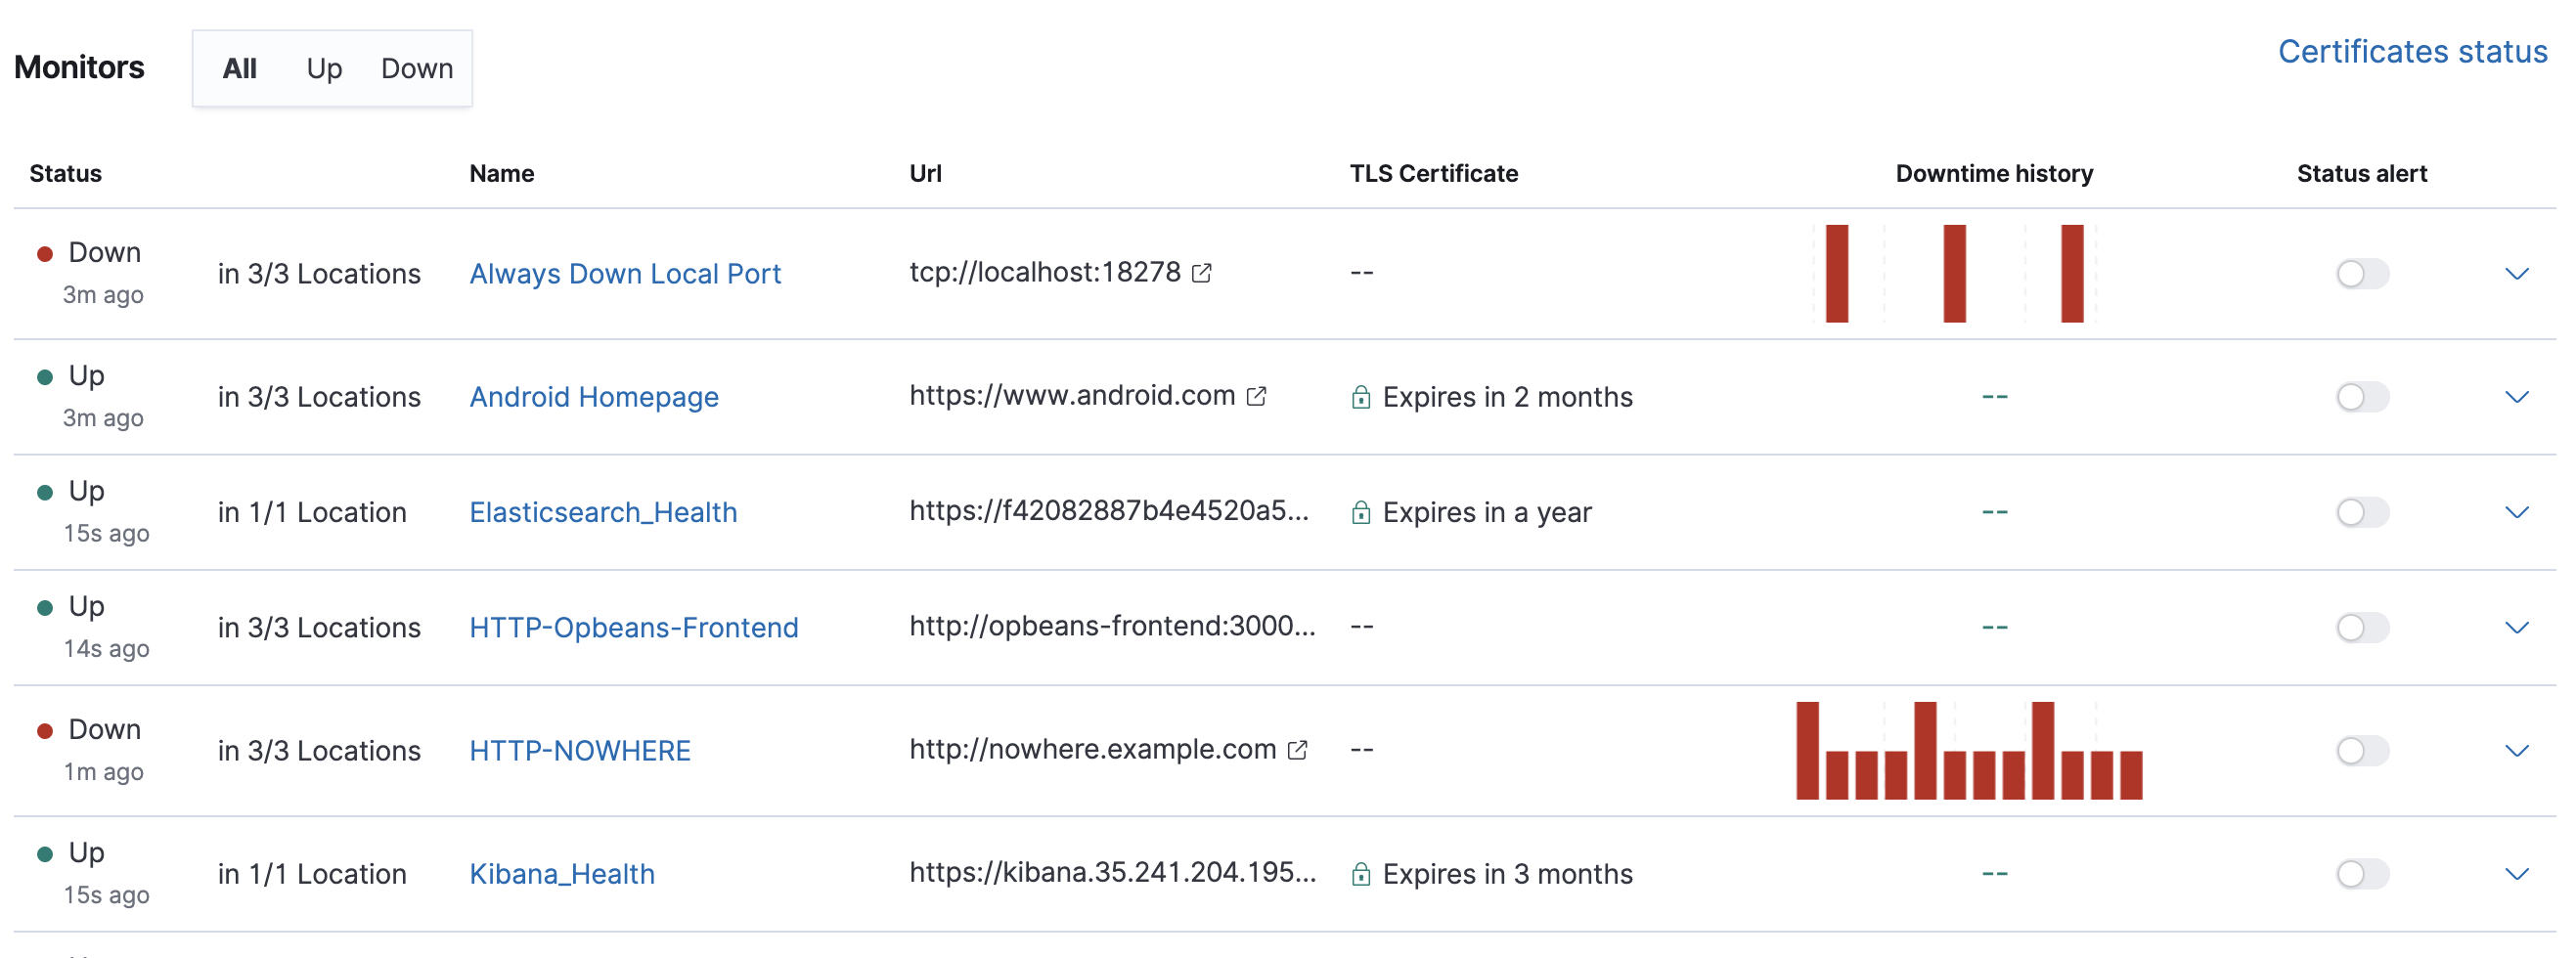 Monitors All Up Down Certificates status
Status Name Url TLS Certificate Downtime history Status alert
Down
3m ago in 3/3 Locations Always Down Local Port tcp://localhost:18278 --
Up
3m ago in 3/3 Locations Android Homepage https://www.android.com Expires in 2 months --
Up
15s ago in 1/1 Location Elasticsearch_Health https://f42082887b4e4520a5... Expires in a year --
Up
14s ago in 3/3 Locations HTTP-Opbeans-Frontend http://opbeans-frontend:3000... -- --
Down
1m ago in 3/3 Locations HTTP-NOWHERE http://nowhere.example.com --
Up
15s ago in 1/1 Location Kibana_Health https://kibana.35.241.204.195... Expires in 3 months --